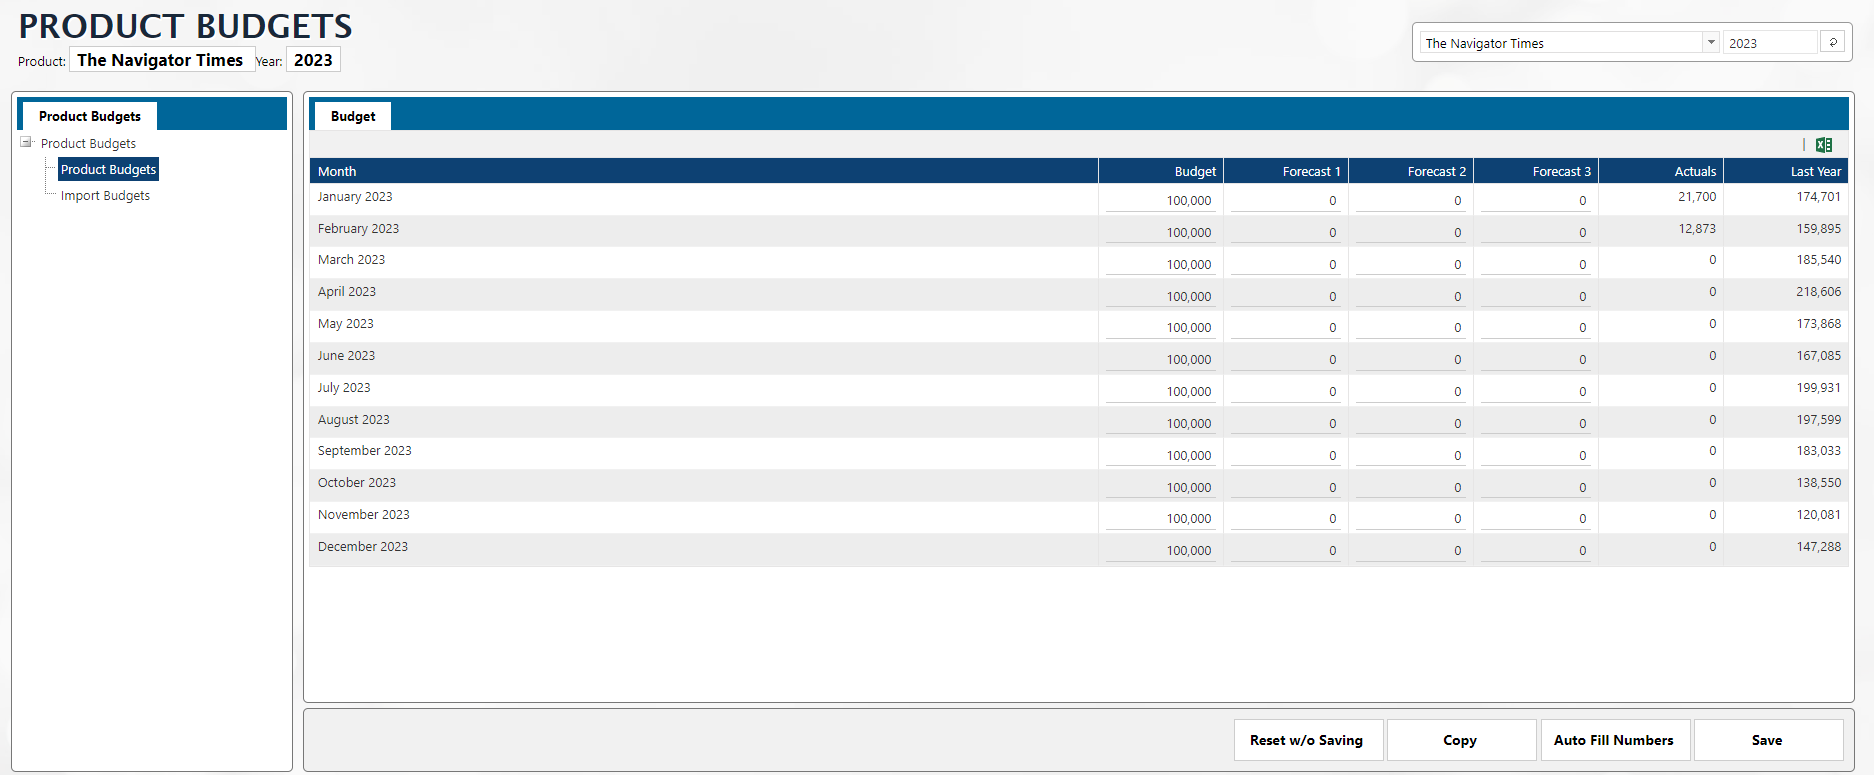 PRODUCT BUDGETS
Product: The Navigator Times Year: 2023
The Navigator Times 2023
Product Budgets
Product Budgets
Product Budgets
Import Budgets
Budget
Month Budget Forecast 1 Forecast 2 Forecast 3 Actuals Last Year
January 2023 100,000 0 0 0 21,700 174,701
February 2023 100,000 0 0 0 12,873 159,895
March 2023 100,000 0 0 0 0 185,540
April 2023 100,000 0 0 0 0 218,606
May 2023 100,000 0 0 0 0 173,868
June 2023 100,000 0 0 0 0 167,085
July 2023 100,000 0 0 0 0 199,931
August 2023 100,000 0 0 0 0 197,599
September 2023 100,000 0 0 0 0 183,033
October 2023 100,000 0 0 0 0 138,550
November 2023 100,000 0 0 0 0 120,081
December 2023 100,000 0 0 0 0 147,288
Reset w/o Saving Copy Auto Fill Numbers Save